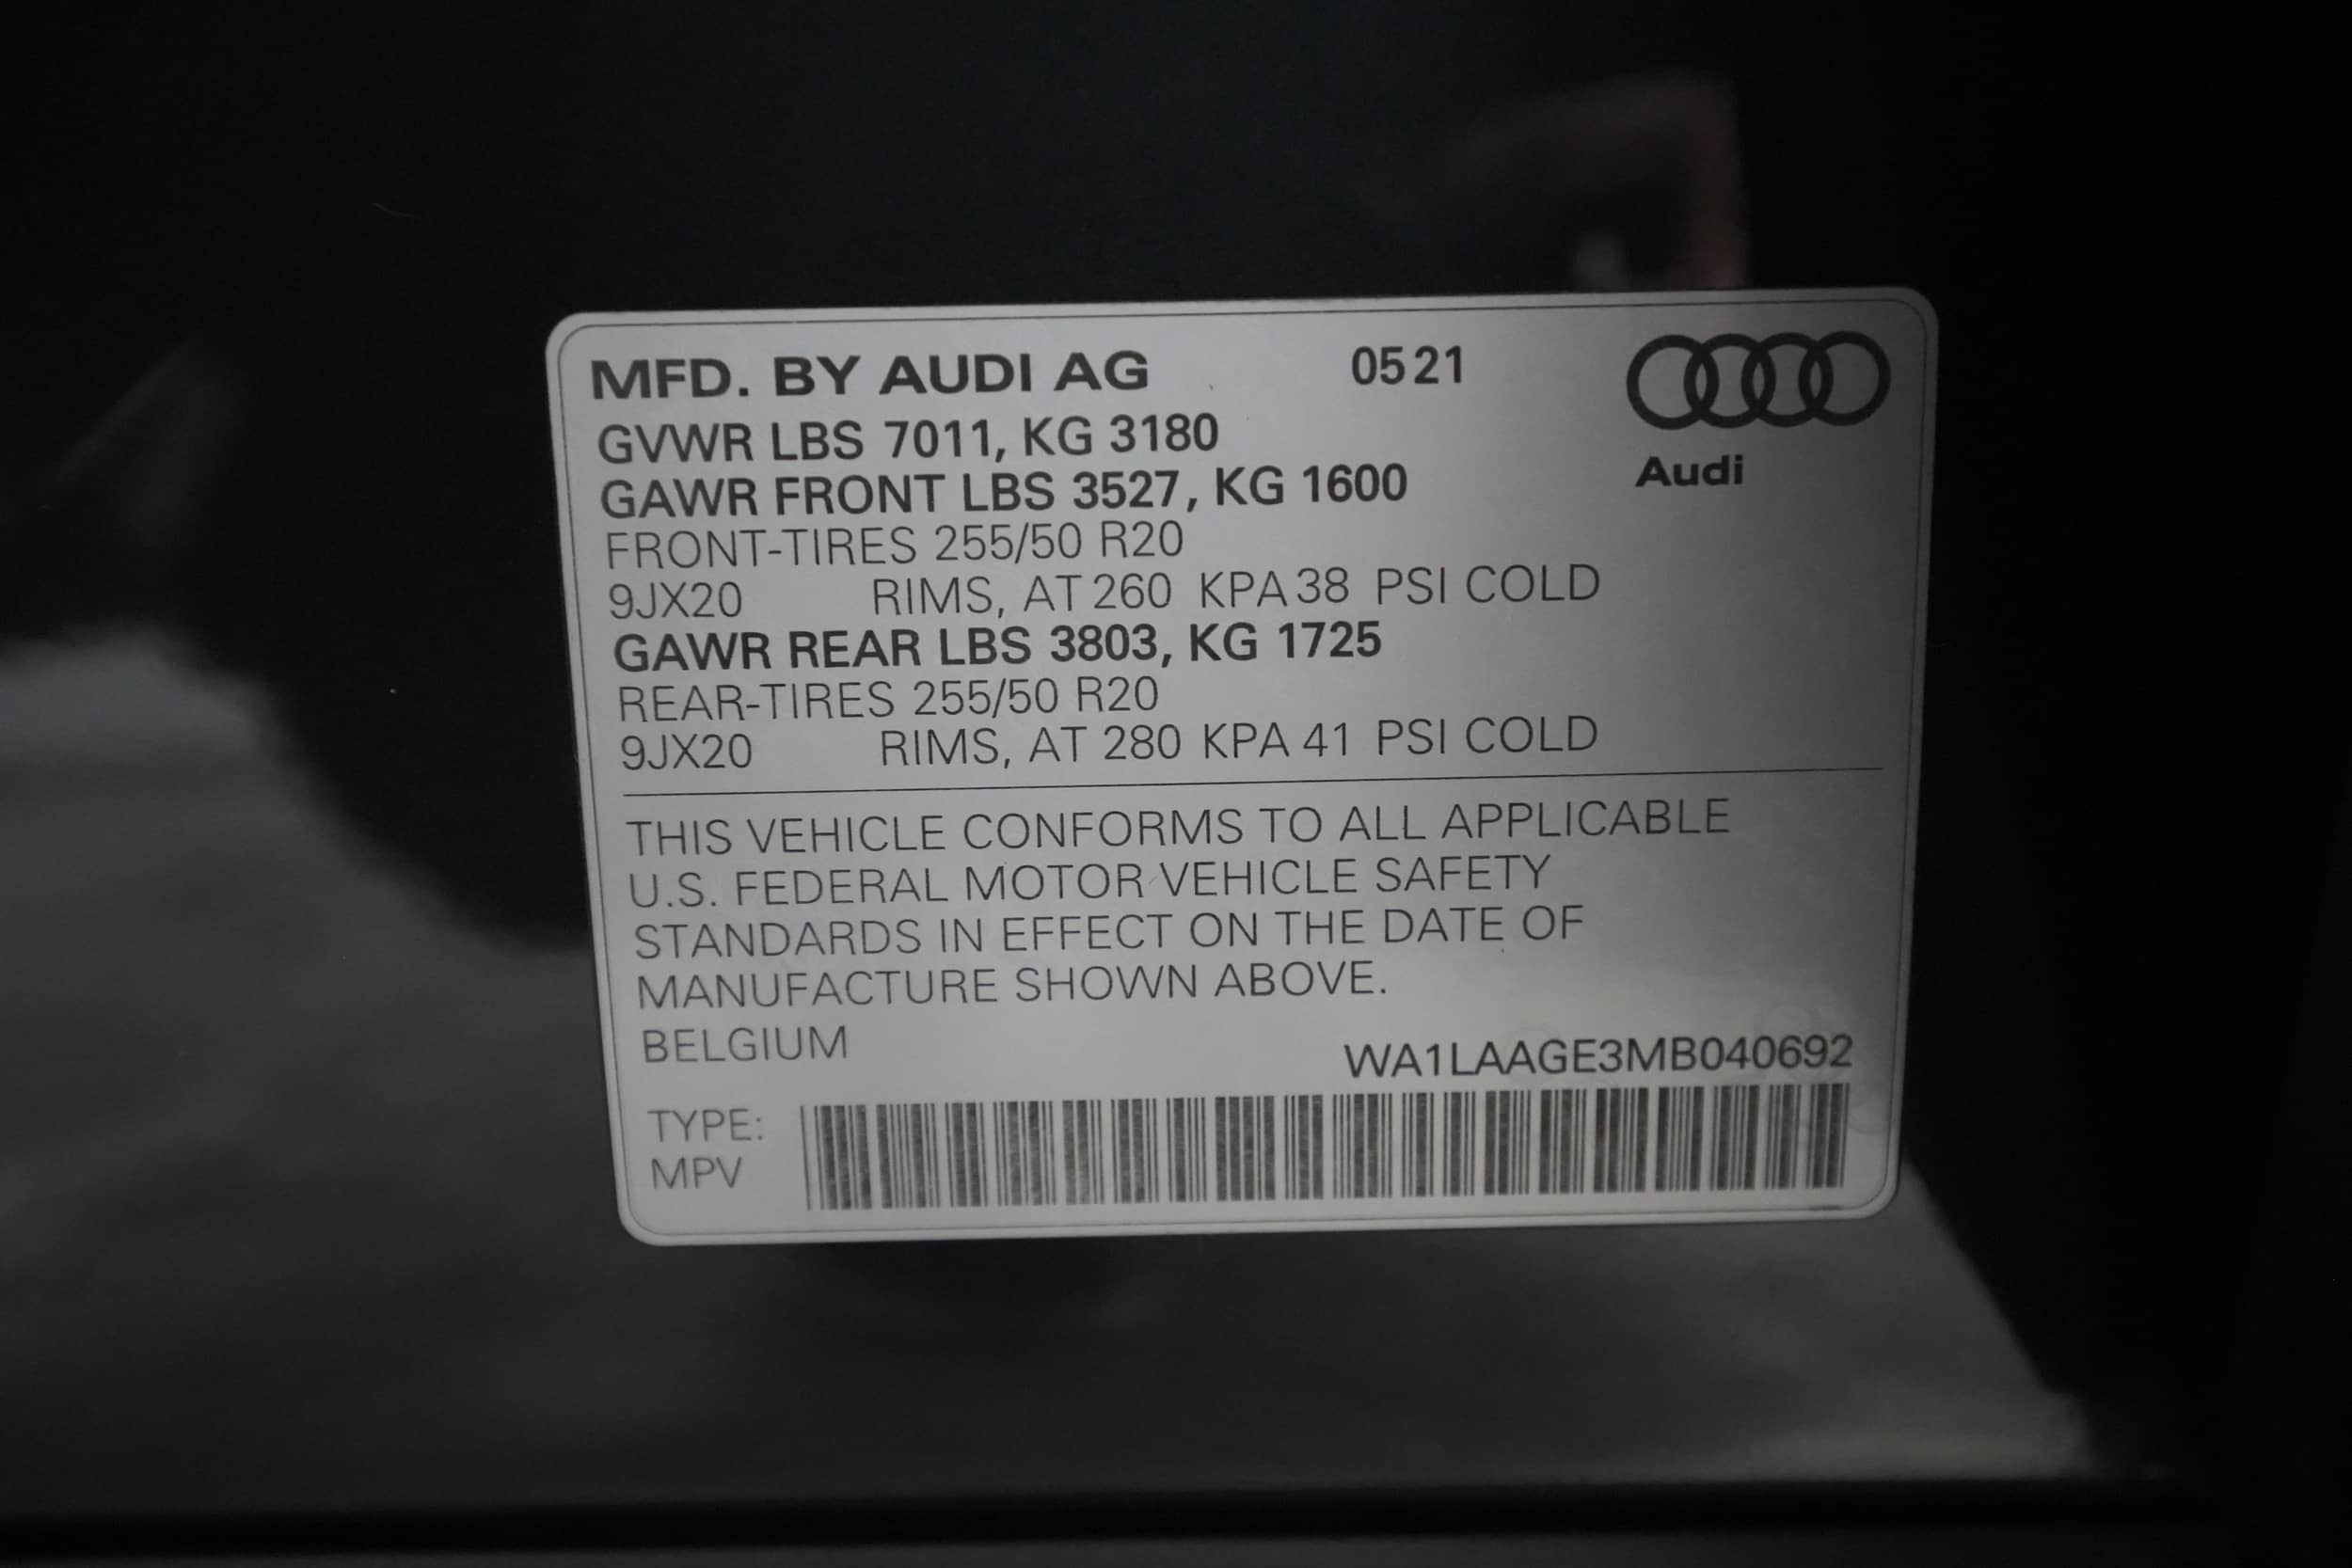 MFD. BY AUDI AG 0521
GVWR LBS 7011, KG 3180
GAWR FRONT LBS 3527, KG 1600
Audi
FRONT-TIRES 255/50 R20
9JX20 RIMS, AT 260 KPA 38 PSI COLD
GAWR REAR LBS 3803, KG 1725
REAR-TIRES 255/50 R20
9JX20 RIMS, AT 280 KPA 41 PSI COLD
THIS VEHICLE CONFORMS TO ALL APPLICABLE
U.S. FEDERAL MOTOR VEHICLE SAFETY
STANDARDS IN EFFECT ON THE DATE OF
MANUFACTURE SHOWN ABOVE.
BELGIUM
WA1LAAGE3MB040692
TYPE:
MPV